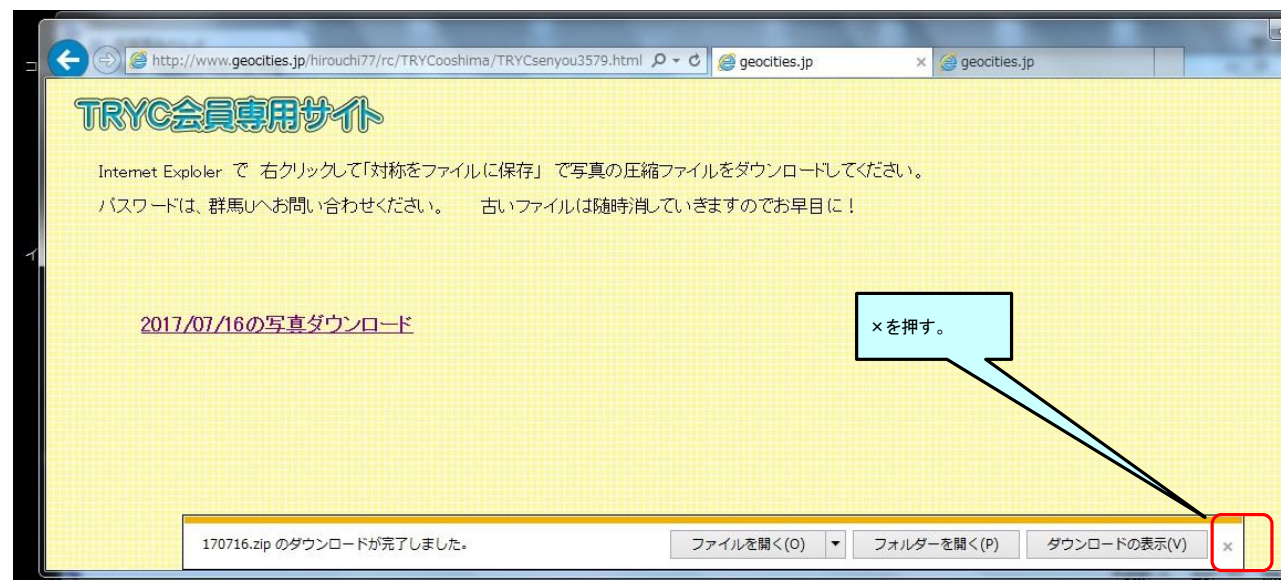 コ
http://www.geocities.jp/hirouchi77/rc/TRYCooshima/TRYCsenyou3579.html
geocities.jp
geocities.jp
TRYC会員専用サイト
Internet Exploler で 右クリックして「対称をファイルに保存」 で写真の圧縮ファイルをダウンロードしてください。
パスワードは、群馬Uへお問い合わせください。 古いファイルは随時消していきますのでお早目に!
イ
2017/07/16の写真ダウンロード
×を押す。
170716.zip のダウンロードが完了しました。
ファイルを開く(O)
フォルダーを開く(P)
ダウンロードの表示(V)
×